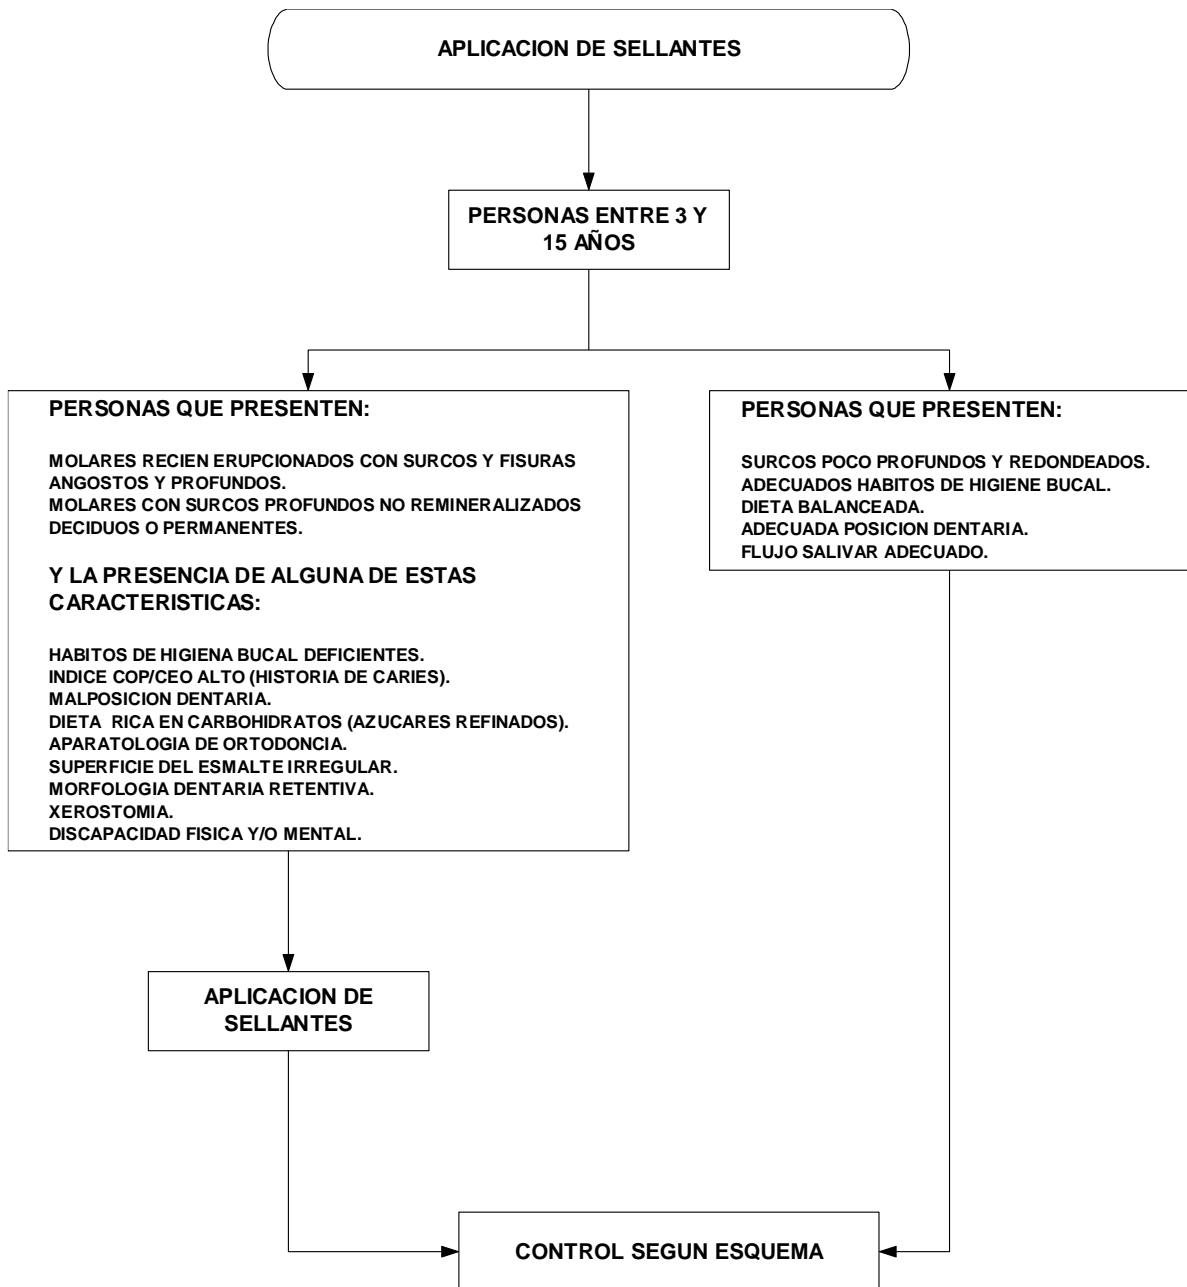 APLICACION DE SELLANTES
PERSONAS ENTRE 3 Y
15 AÑOS
PERSONAS QUE PRESENTEN:
MOLARES RECIEN ERUPCIONADOS CON SURCOS Y FISURAS
ANGOSTOS Y PROFUNDOS.
MOLARES CON SURCOS PROFUNDOS NO REMINERALIZADOS
DECIDUOS O PERMANENTES.
Y LA PRESENCIA DE ALGUNA DE ESTAS
CARACTERISTICAS:
HABITOS DE HIGIENA BUCAL DEFICIENTES.
INDICE COP/CEO ALTO (HISTORIA DE CARIES).
MALPOSICION DENTARIA.
DIETA RICA EN CARBOHIDRATOS (AZUCARES REFINADOS).
APARATOLOGIA DE ORTODONCIA.
SUPERFICIE DEL ESMALTE IRREGULAR.
MORFOLOGIA DENTARIA RETENTIVA.
XEROSTOMIA.
DISCAPACIDAD FISICA Y/O MENTAL.
PERSONAS QUE PRESENTEN:
SURCOS POCO PROFUNDOS Y REDONDEADOS.
ADECUADOS HABITOS DE HIGIENE BUCAL.
DIETA BALANCEADA.
ADECUADA POSICION DENTARIA.
FLUJO SALIVAR ADECUADO.
APLICACION DE
SELLANTES
CONTROL SEGUN ESQUEMA